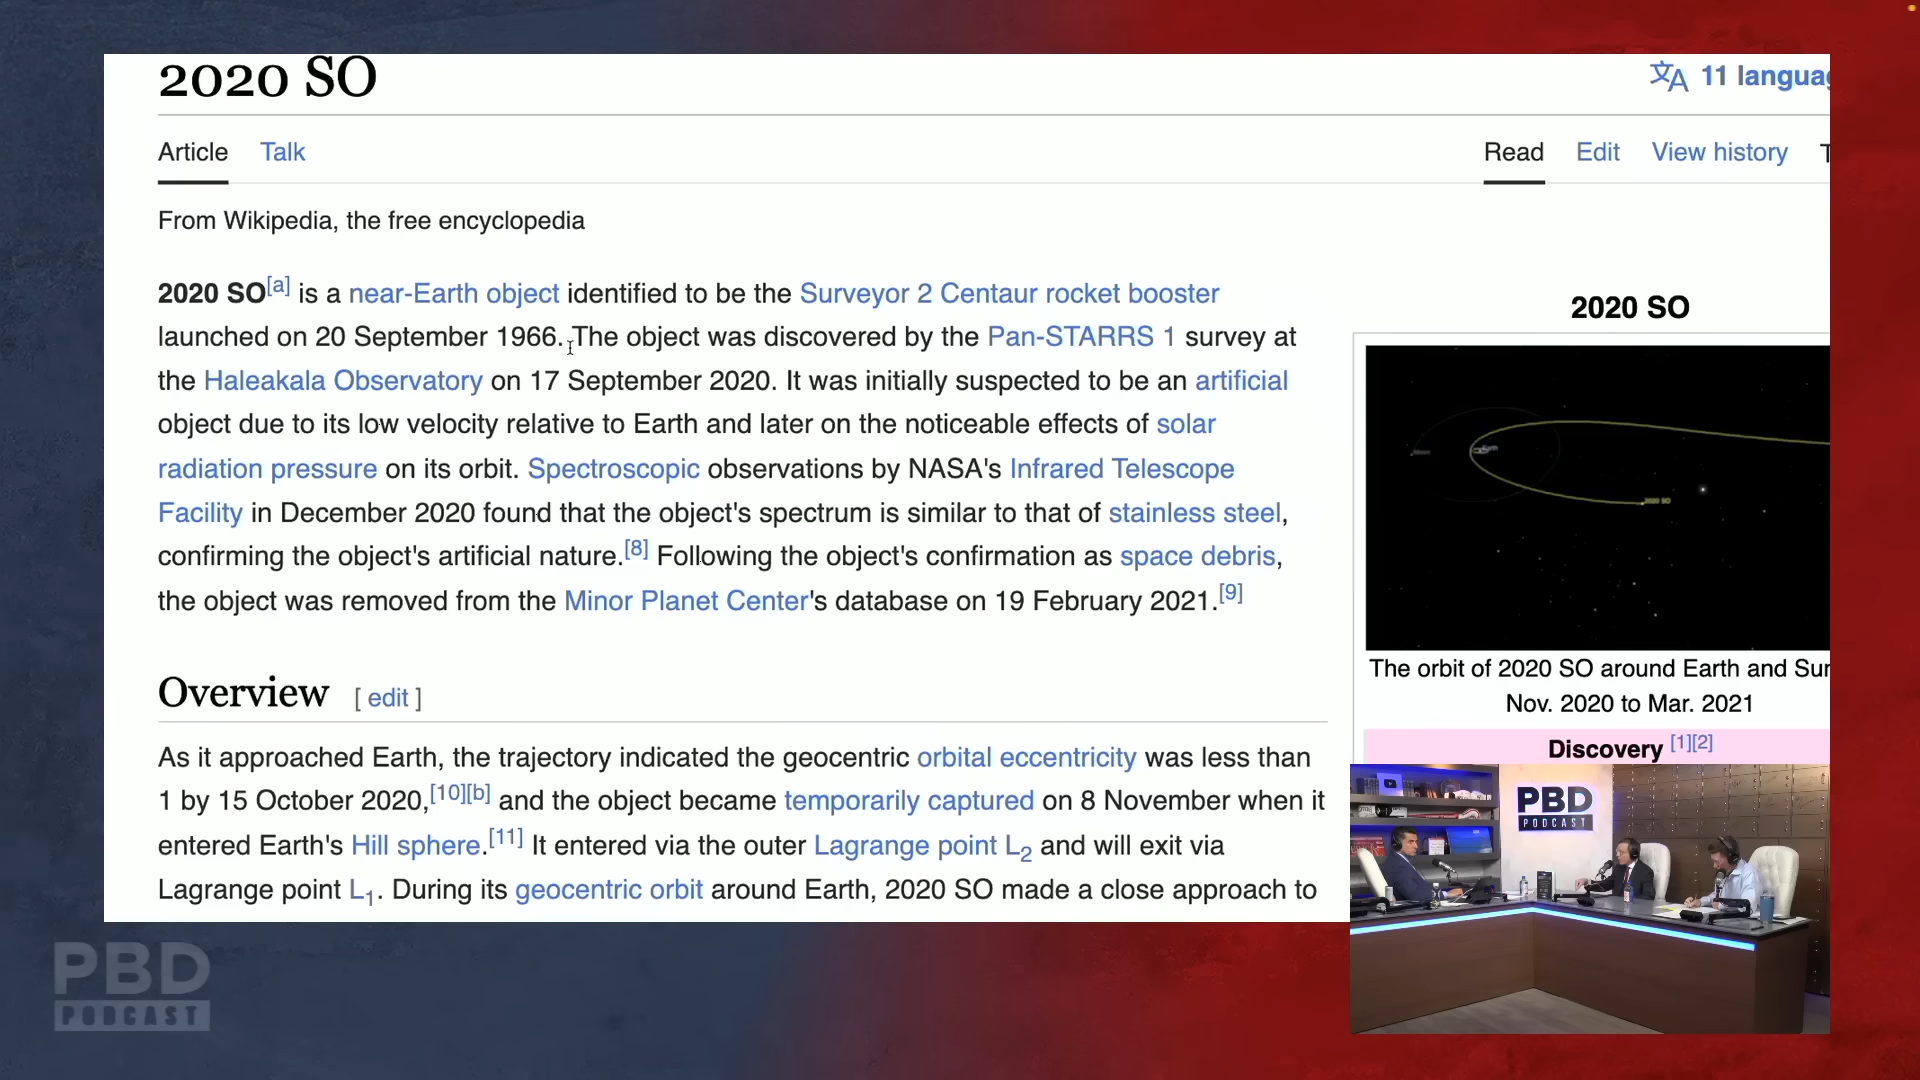 2020 SO
11 langua
Article Talk
Read Edit View history T
From Wikipedia, the free encyclopedia
2020 SO[a] is a near-Earth object identified to be the Surveyor 2 Centaur rocket booster
launched on 20 September 1966. The object was discovered by the Pan-STARRS 1 survey at
the Haleakala Observatory on 17 September 2020. It was initially suspected to be an artificial
object due to its low velocity relative to Earth and later on the noticeable effects of solar
radiation pressure on its orbit. Spectroscopic observations by NASA's Infrared Telescope
Facility in December 2020 found that the object's spectrum is similar to that of stainless steel,
confirming the object's artificial nature.[8] Following the object's confirmation as space debris,
the object was removed from the Minor Planet Center's database on 19 February 2021.[9]
Overview [ edit ]
As it approached Earth, the trajectory indicated the geocentric orbital eccentricity was less than
1 by 15 October 2020,[10][b] and the object became temporarily captured on 8 November when it
entered Earth's Hill sphere.[11] It entered via the outer Lagrange point L2 and will exit via
Lagrange point L1. During its geocentric orbit around Earth, 2020 SO made a close approach to
2020 SO
2020 SO
The orbit of 2020 SO around Earth and Sun
Nov. 2020 to Mar. 2021
Discovery [1][2]
PBD
PODCAST
PBD
PODCAST